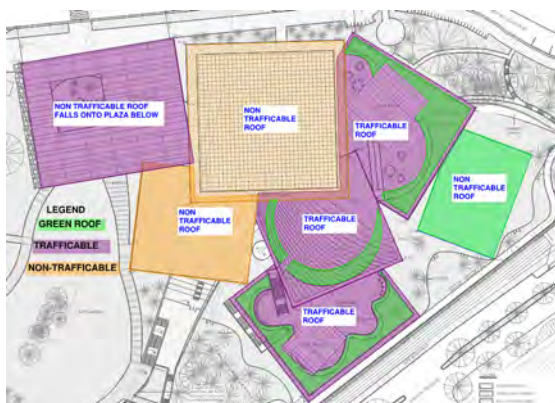 NON TRAFFICABLE ROOF
FALLS ONTO PLAZA BELOW
NON
TRAFFICABLE
ROOF
TRAFFICABLE
ROOF
NON
TRAFFICABLE
ROOF
NON
TRAFFICABLE
ROOF
TRAFFICABLE
ROOF
LEGEND
GREEN ROOF
TRAFFICABLE
NON-TRAFFICABLE
TRAFFICABLE
ROOF